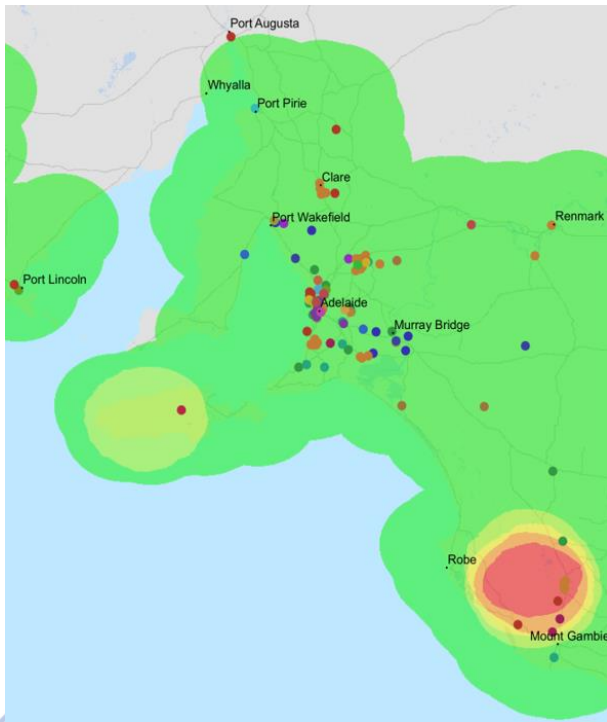 Port Augusta
Whyalla
Port Pirie
Clare
Port Wakefield
Renmark
Port Lincoln
Adelaide
Murray Bridge
Robe
Mount Gambie